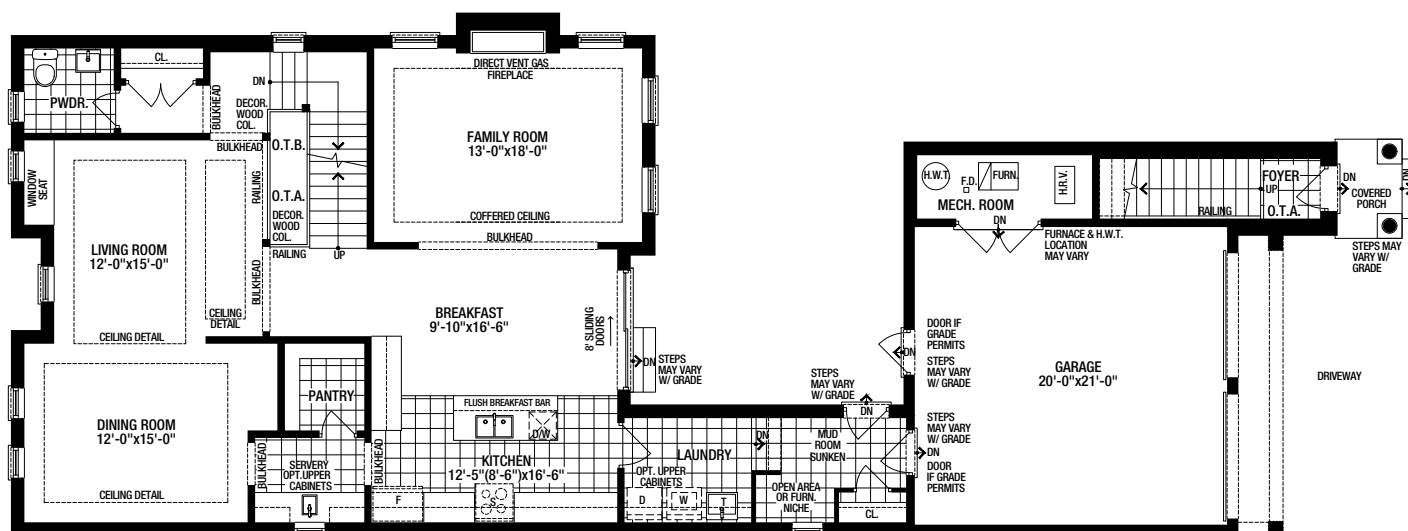 CL.
PWDR.
BULKHEAD
DN
DECOR.
WOOD
COL.
BULKHEAD
O.T.B.
O.T.A.
RAILING
DECOR.
WOOD
COL.
RAILING
UP
DIRECT VENT GAS
FIREPLACE
FAMILY ROOM
13'-0"x18'-0"
COFFERED CEILING
BULKHEAD
WINDOW
SEAT
LIVING ROOM
12'-0"x15'-0"
CEILING DETAIL
CEILING
DETAIL
BULKHEAD
BREAKFAST
9'-10"x16'-6"
8' SLIDING
DOORS
DN
STEPS
MAY VARY
W/ GRADE
DINING ROOM
12'-0"x15'-0"
CEILING DETAIL
PANTRY
BULKHEAD
SERVERY
OPT.UPPER
CABINETS
BULKHEAD
FLUSH BREAKFAST BAR
D/W
KITCHEN
12'-5"(8'-6")x16'-6"
F
S
LAUNDRY
OPT. UPPER
CABINETS
D
W
T
DN
MUD
ROOM
SUNKEN
OPEN AREA
OR FURN.
NICHE
CL.
STEPS
MAY VARY
W/ GRADE
DN
H.W.T.
F.D.
FURN.
H.R.V.
MECH. ROOM
DN
FURNACE & H.W.T.
LOCATION
MAY VARY
FOYER
UP
O.T.A.
RAILING
DN
COVERED
PORCH
DN
STEPS MAY
VARY W/
GRADE
DOOR IF
GRADE
PERMITS
DN
STEPS
MAY VARY
W/ GRADE
STEPS
MAY VARY
W/ GRADE
DN
DOOR
IF GRADE
PERMITS
GARAGE
20'-0"x21'-0"
DRIVEWAY